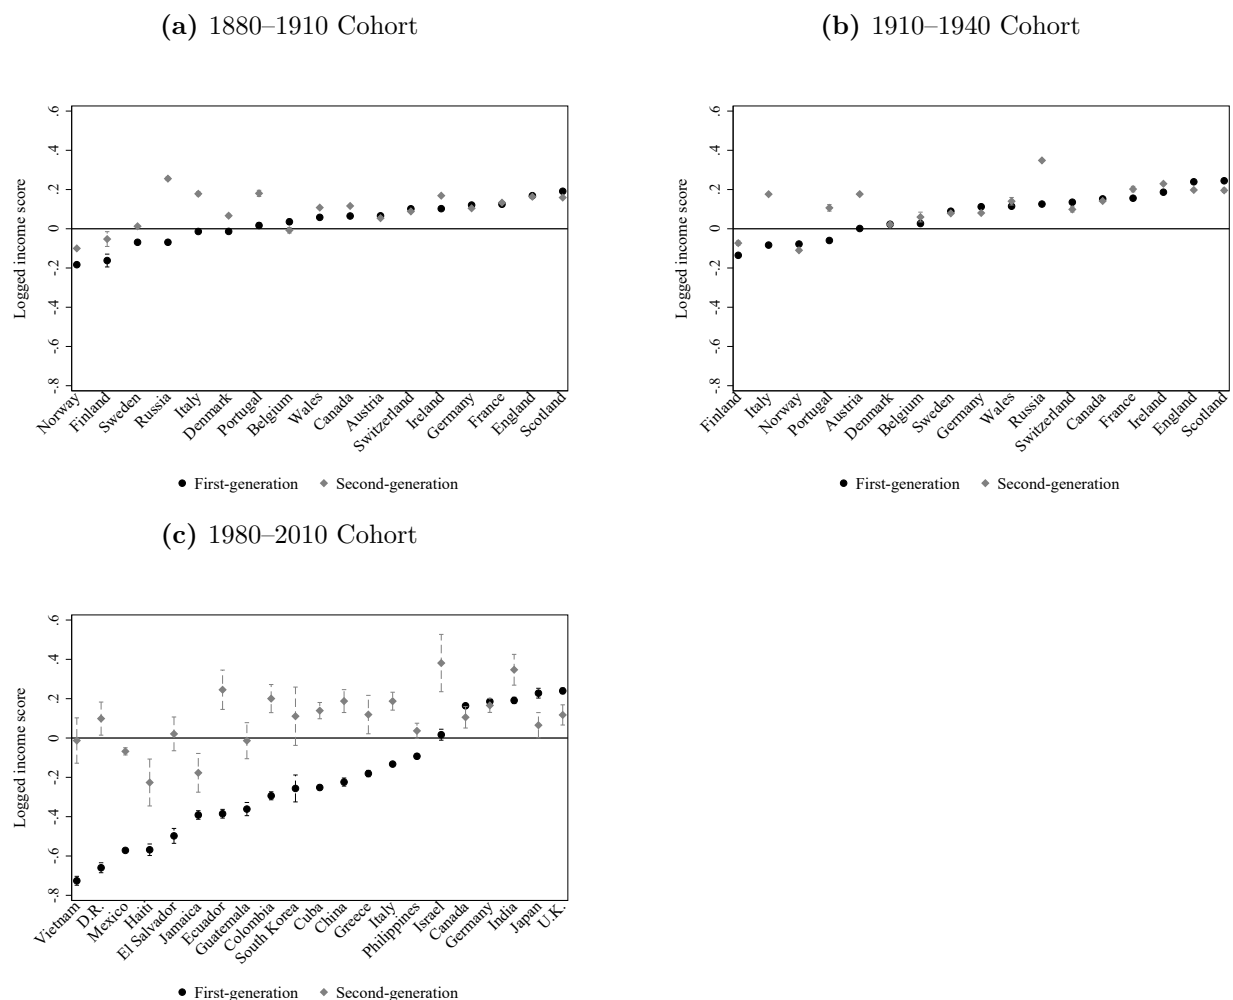 (a) 1880–1910 Cohort
Logged income score
.6
.4
.2
0
-.2
-.4
-.6
-.8
Norway
Finland
Sweden
Russia
Italy
Denmark
Portugal
Belgium
Wales
Canada
Austria
Switzerland
Ireland
Germany
France
England
Scotland
First-generation Second-generation
(b) 1910–1940 Cohort
Logged income score
.6
.4
.2
0
-.2
-.4
-.6
-.8
Finland
Italy
Norway
Portugal
Austria
Denmark
Belgium
Sweden
Germany
Wales
Russia
Switzerland
Canada
France
Ireland
England
Scotland
First-generation Second-generation
(c) 1980–2010 Cohort
Logged income score
.6
.4
.2
0
-.2
-.4
-.6
-.8
Vietnam
D.R.
Mexico
Haiti
El Salvador
Jamaica
Ecuador
Guatemala
Colombia
South Korea
Cuba
China
Greece
Italy
Philippines
Israel
Canada
Germany
India
Japan
U.K.
First-generation Second-generation